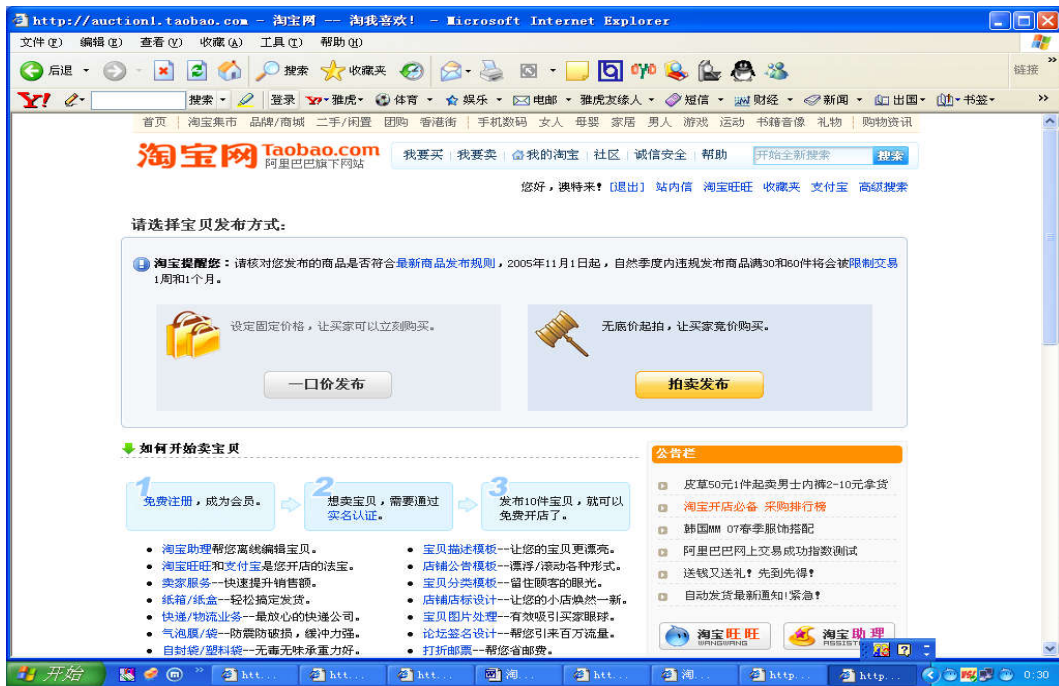 http://auction1.taobao.com - 淘宝网 -- 淘我喜欢! - Microsoft Internet Explorer
文件(F) 编辑(E) 查看(V) 收藏(A) 工具(T) 帮助(H)
后退 搜索 收藏夹 链接
Y! 搜索 登录 雅虎 体育 娱乐 电邮 雅虎友缘人 短信 财经 新闻 出国 书签
首页 淘宝集市 品牌/商城 二手/闲置 团购 香港街 手机数码 女人 母婴 家居 男人 游戏 运动 书籍音像 礼物 购物资讯
淘宝网 Taobao.com
阿里巴巴旗下网站
我要买 我要卖 我的淘宝 社区 诚信安全 帮助 开始全新搜索 搜索
您好,澳特来! [退出] 站内信 淘宝旺旺 收藏夹 支付宝 高级搜索
请选择宝贝发布方式:
淘宝提醒您:请核对您发布的商品是否符合最新商品发布规则,2005年11月1日起,自然季度内违规发布商品满30和60件将会被限制交易
1周和1个月。
设定固定价格,让买家可以立刻购买。
一口价发布
无底价起拍,让买家竞价购买。
拍卖发布
如何开始卖宝贝
1 免费注册,成为会员。
2 想卖宝贝,需要通过
实名认证。
3 发布10件宝贝,就可以
免费开店了。
• 淘宝助理帮您离线编辑宝贝。
• 淘宝旺旺和支付宝是您开店的法宝。
• 卖家服务--快速提升销售额。
• 纸箱/纸盒--轻松搞定发货。
• 快递/物流业务--最放心的快递公司。
• 气泡膜/袋--防震防破损,缓冲力强。
• 自封袋/塑料袋--无毒无味承重力好。
• 宝贝描述模板--让您的宝贝更漂亮。
• 店铺公告模板--漂浮/滚动各种形式。
• 宝贝分类模板--留住顾客的眼光。
• 店铺店标设计--让您的小店焕然一新。
• 宝贝图片处理--有效吸引买家眼球。
• 论坛签名设计--帮您引来百万流量。
• 打折邮票--帮您省邮费。
公告栏
皮草50元1件起卖男士内裤2-10元拿货
淘宝开店必备 采购排行榜
韩国MM 07春季服饰搭配
阿里巴巴网上交易成功指数测试
送钱又送礼! 先到先得!
自动发货最新通知!紧急!
淘宝旺旺
WANGWANG
淘宝助理
ASSISTANT
开始 htt... htt... htt... 淘... htt... 淘... http... http... 0:30